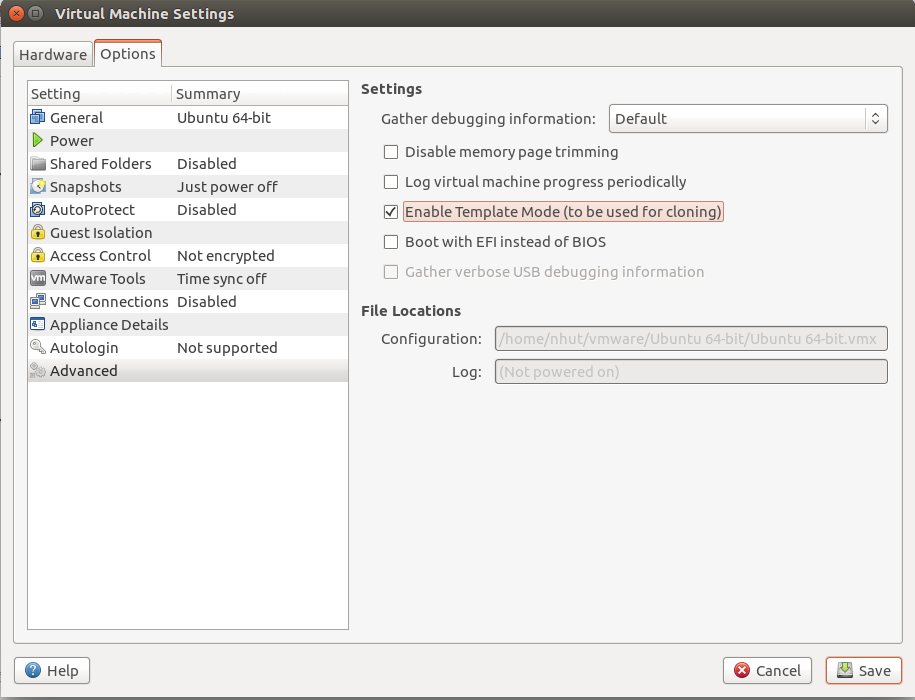 Virtual Machine Settings
Hardware Options
Setting Summary
General Ubuntu 64-bit
Power
Shared Folders Disabled
Snapshots Just power off
AutoProtect Disabled
Guest Isolation
Access Control Not encrypted
VMware Tools Time sync off
VNC Connections Disabled
Appliance Details
Autologin Not supported
Advanced
Settings
Gather debugging information: Default
Disable memory page trimming
Log virtual machine progress periodically
Enable Template Mode (to be used for cloning)
Boot with EFI instead of BIOS
Gather verbose USB debugging information
File Locations
Configuration: /home/nhut/vmware/Ubuntu 64-bit/Ubuntu 64-bit.vmx
Log: (Not powered on)
Help Cancel Save